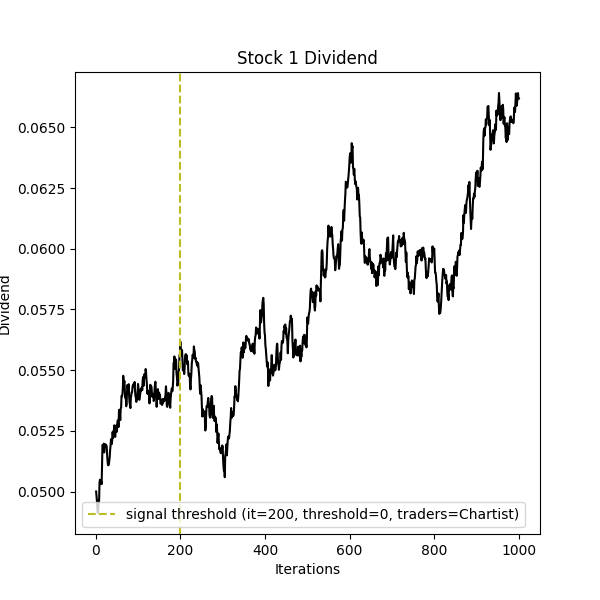 Stock 1 Dividend
Dividend
0.0650
0.0625
0.0600
0.0575
0.0550
0.0525
0.0500
signal threshold (it=200, threshold=0, traders=Chartist)
0 200 400 600 800 1000
Iterations